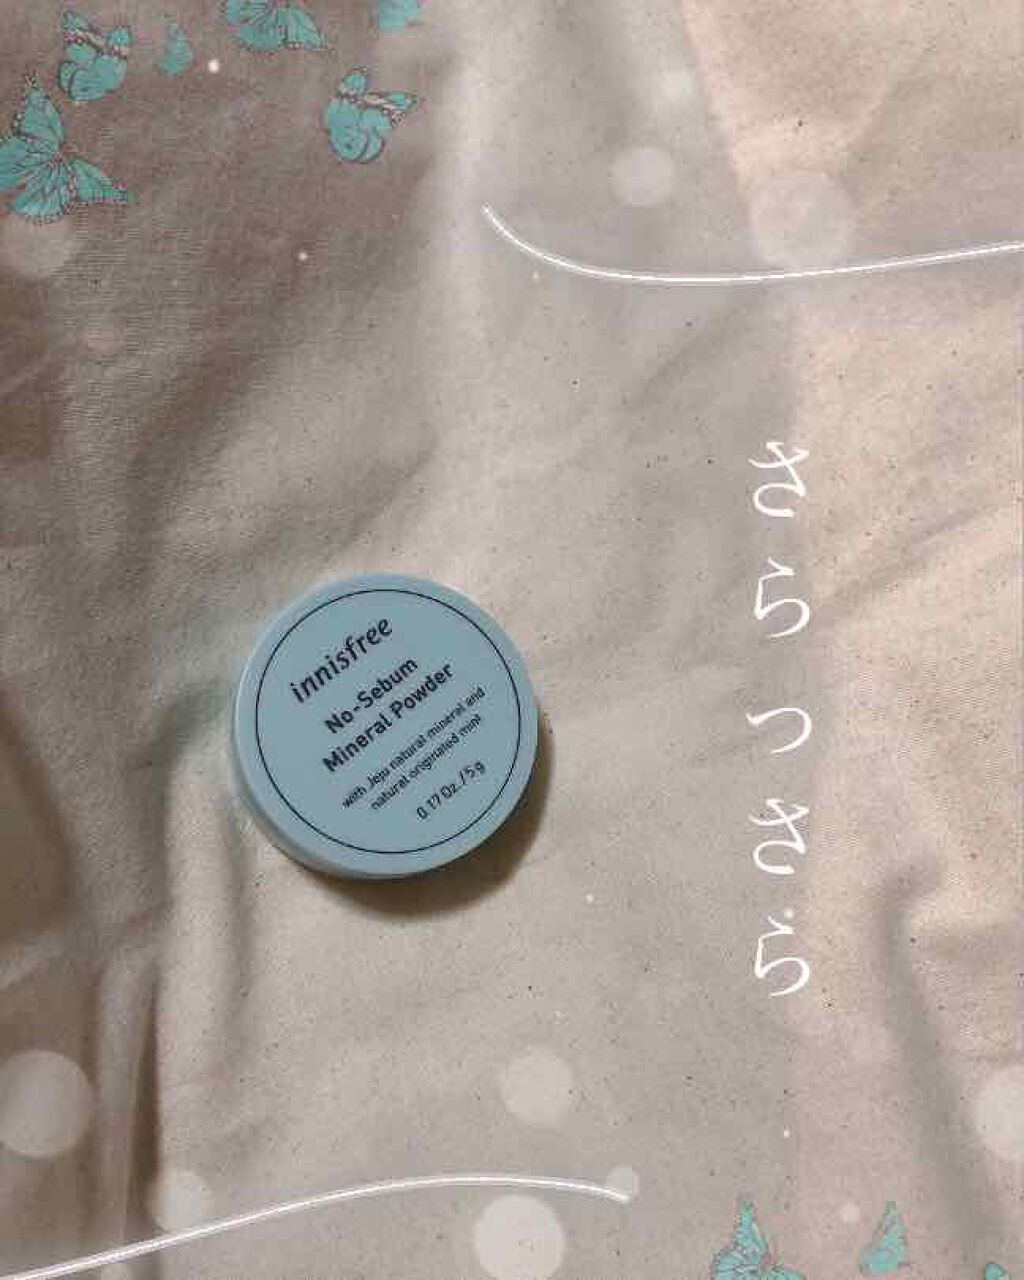 innisfree
No-Sebum
Mineral Powder
with Jeju natural mineral and
natural originated mint
0.17 Oz./5g
さらっさら